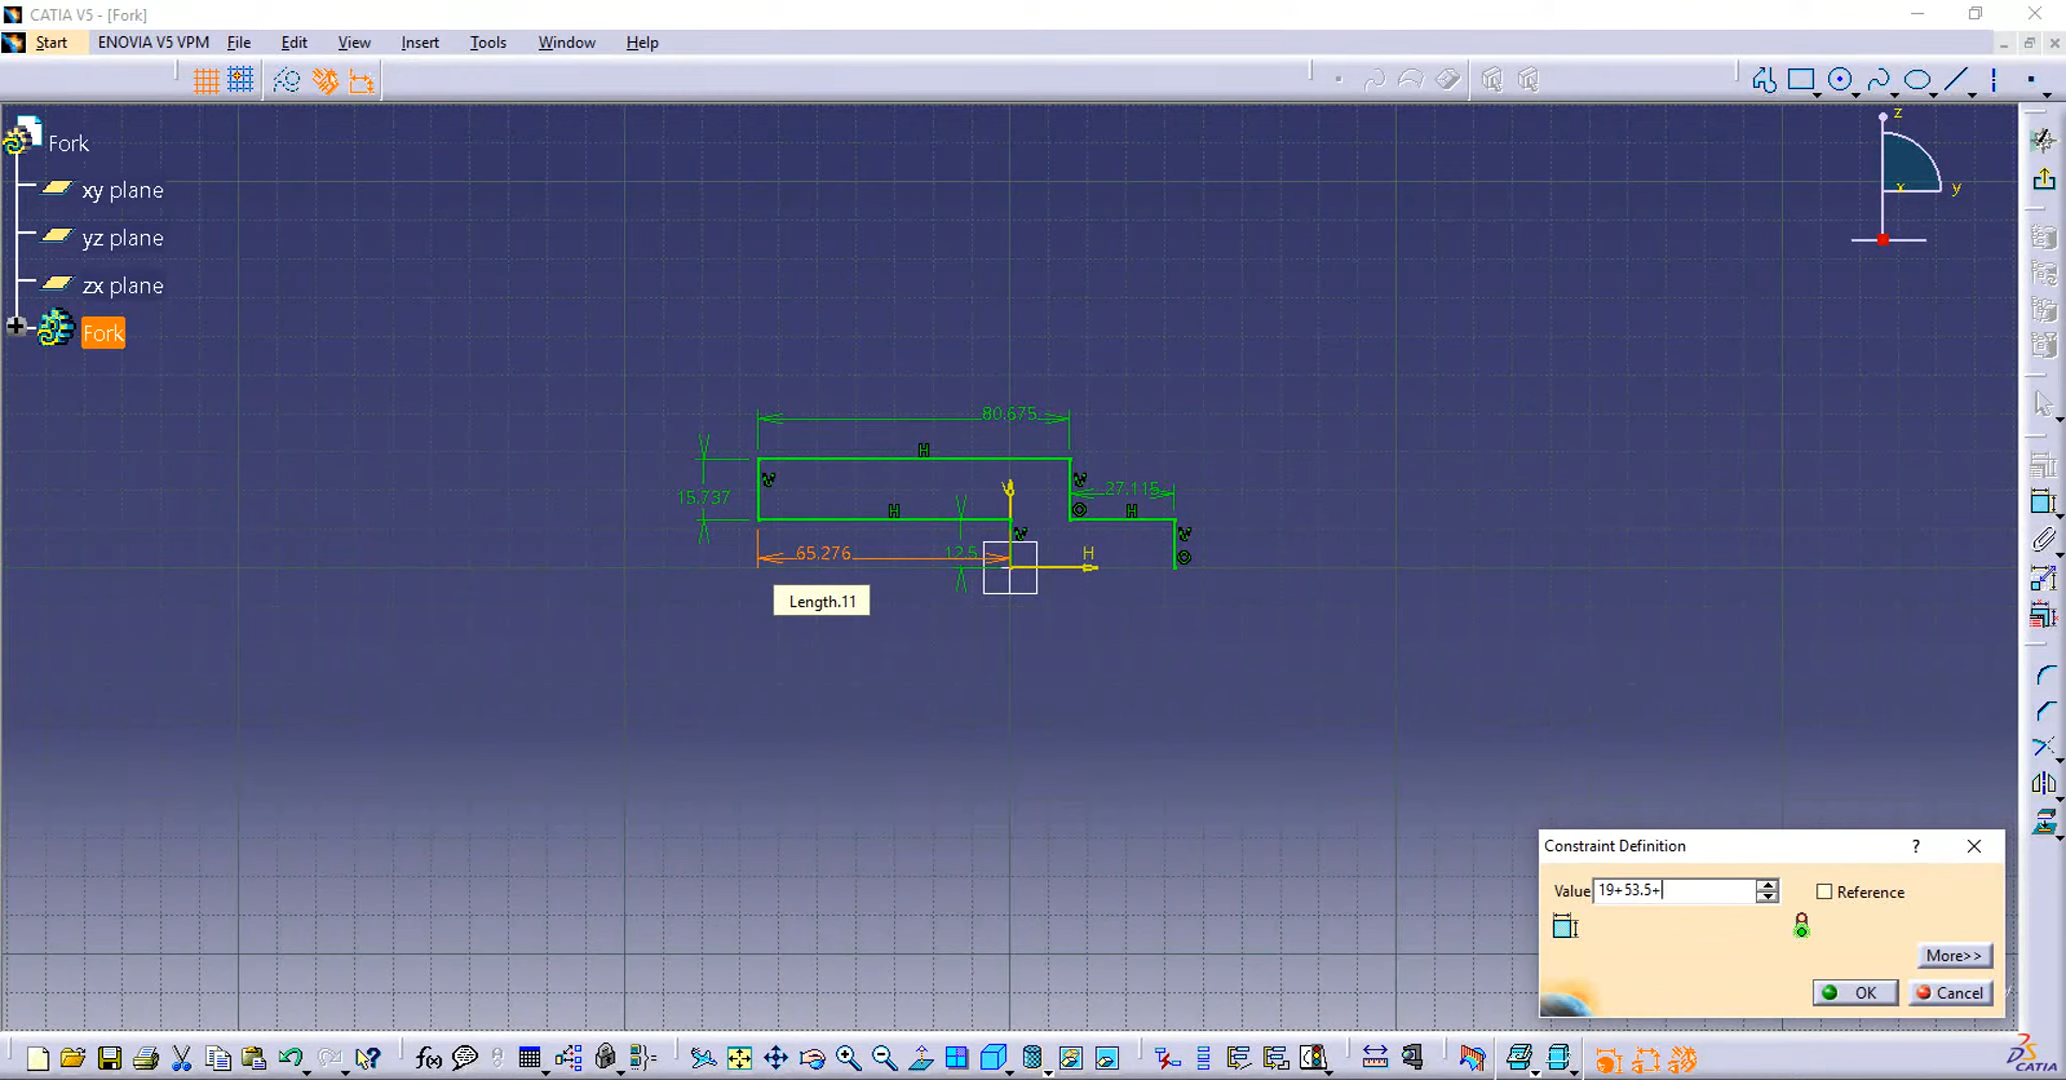 CATIA V5 - [Fork]
Start ENOVIA V5 VPM File Edit View Insert Tools Window Help
z
x
y
Fork
xy plane
yz plane
zx plane
Fork
80.675
H
V
V
15.737
V
27.115
H
H
V
V
65.276
12.5
H
Length.11
Constraint Definition ?
Value 19+53.5+ Reference
More>>
OK Cancel
f(x)
CATIA